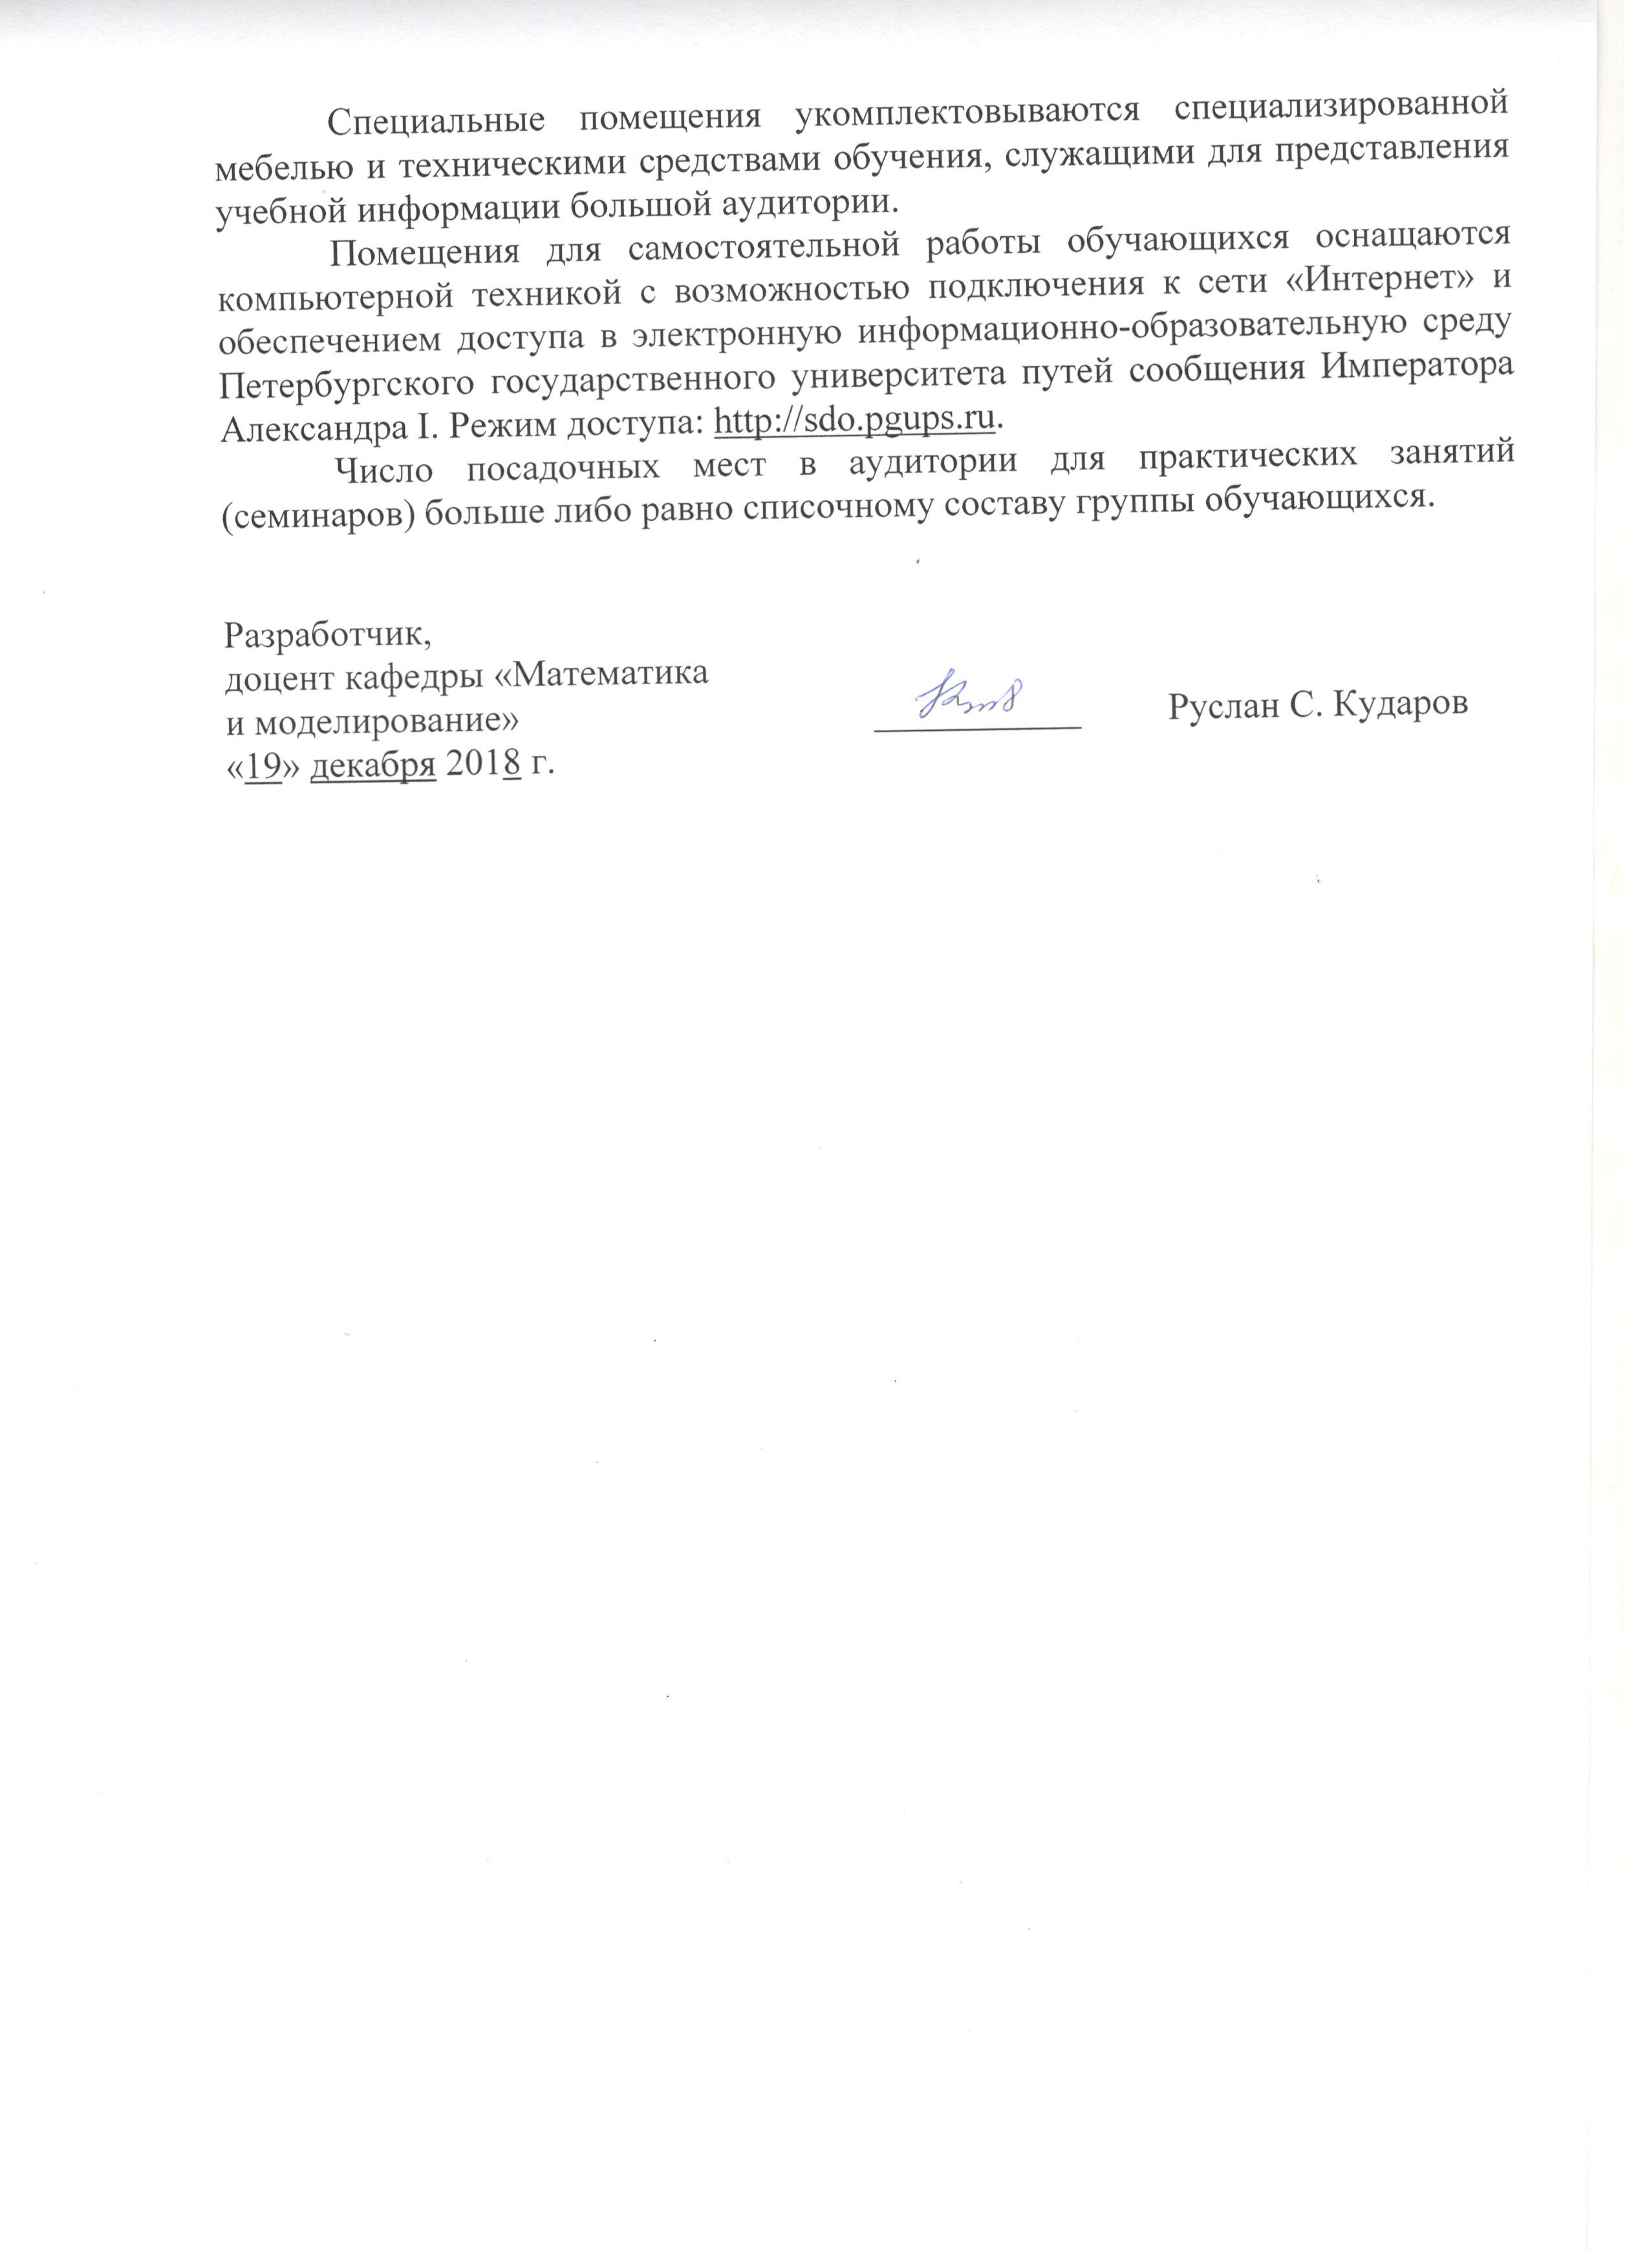 Специальные помещения укомплектовываются специализированной
мебелью и техническими средствами обучения, служащими для представления
учебной информации большой аудитории.
Помещения для самостоятельной работы обучающихся оснащаются
компьютерной техникой с возможностью подключения к сети «Интернет» и
обеспечением доступа в электронную информационно-образовательную среду
Петербургского государственного университета путей сообщения Императора
Александра I. Режим доступа: http://sdo.pgups.ru.
Число посадочных мест в аудитории для практических занятий
(семинаров) больше либо равно списочному составу группы обучающихся.
Разработчик,
доцент кафедры «Математика
и моделирование»
Руслан С. Кударов
«19» декабря 2018 г.